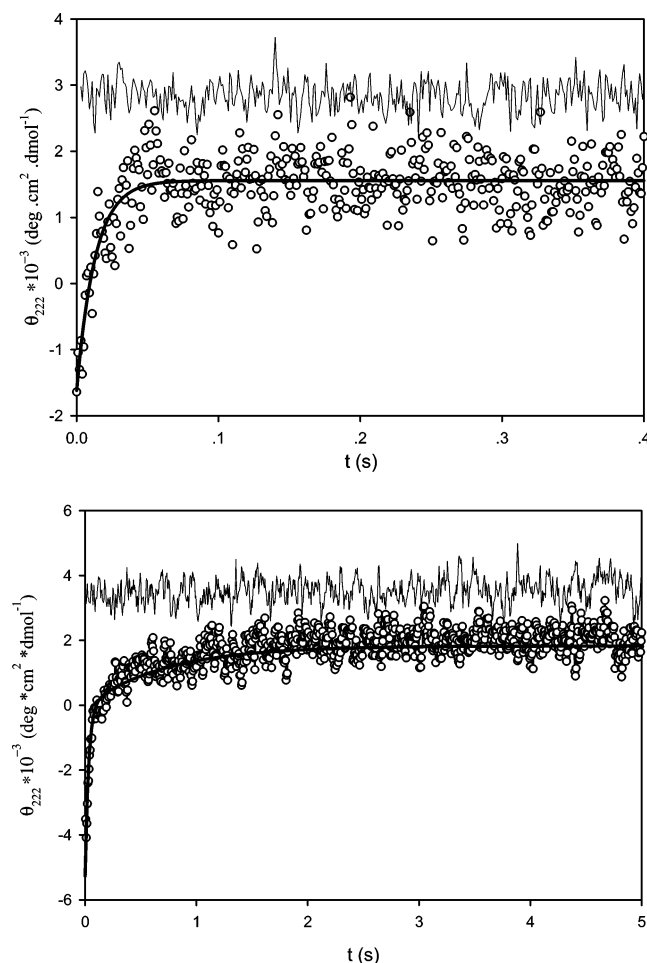 4
3
2
1
0
-1
-2
θ222 *10⁻³ (deg .cm² .dmol⁻¹)
0.0 .1 .2 .3 .4
t (s)
6
4
2
0
-2
-4
-6
θ222 *10⁻³ (deg *cm² *dmol⁻¹)
0 1 2 3 4 5
t (s)